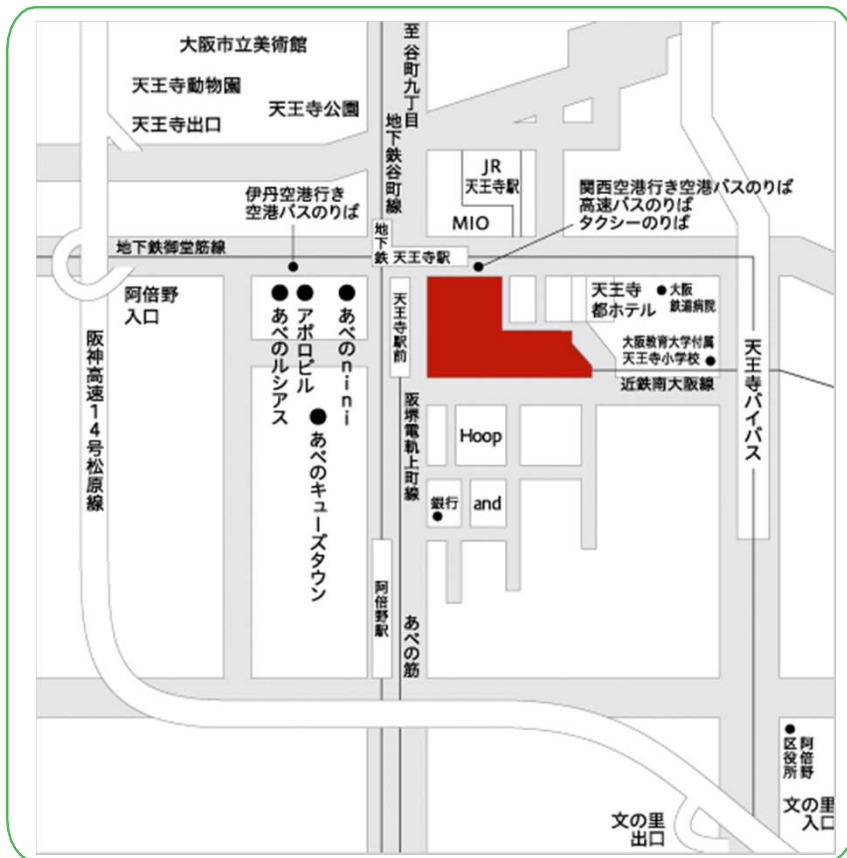 大阪市立美術館
天王寺動物園
天王寺公園
天王寺出口
至 谷町九丁目
地下鉄谷町線
JR
天王寺駅
MIO
関西空港行き空港バスのりば
高速バスのりば
タクシーのりば
伊丹空港行き
空港バスのりば
地下鉄御堂筋線
地下鉄 天王寺駅
阿倍野
入口
あべのルシアス
アポロビル
あべのnini
あべのキューズタウン
天王寺駅前
天王寺
都ホテル
大阪
鉄道病院
大阪教育大学付属
天王寺小学校
近鉄南大阪線
天王寺バイパス
阪神高速14号松原線
阪堺電軌上町線
Hoop
銀行
and
阿倍野駅
あべの筋
阿倍野
区役所
文の里
出口
文の里
入口